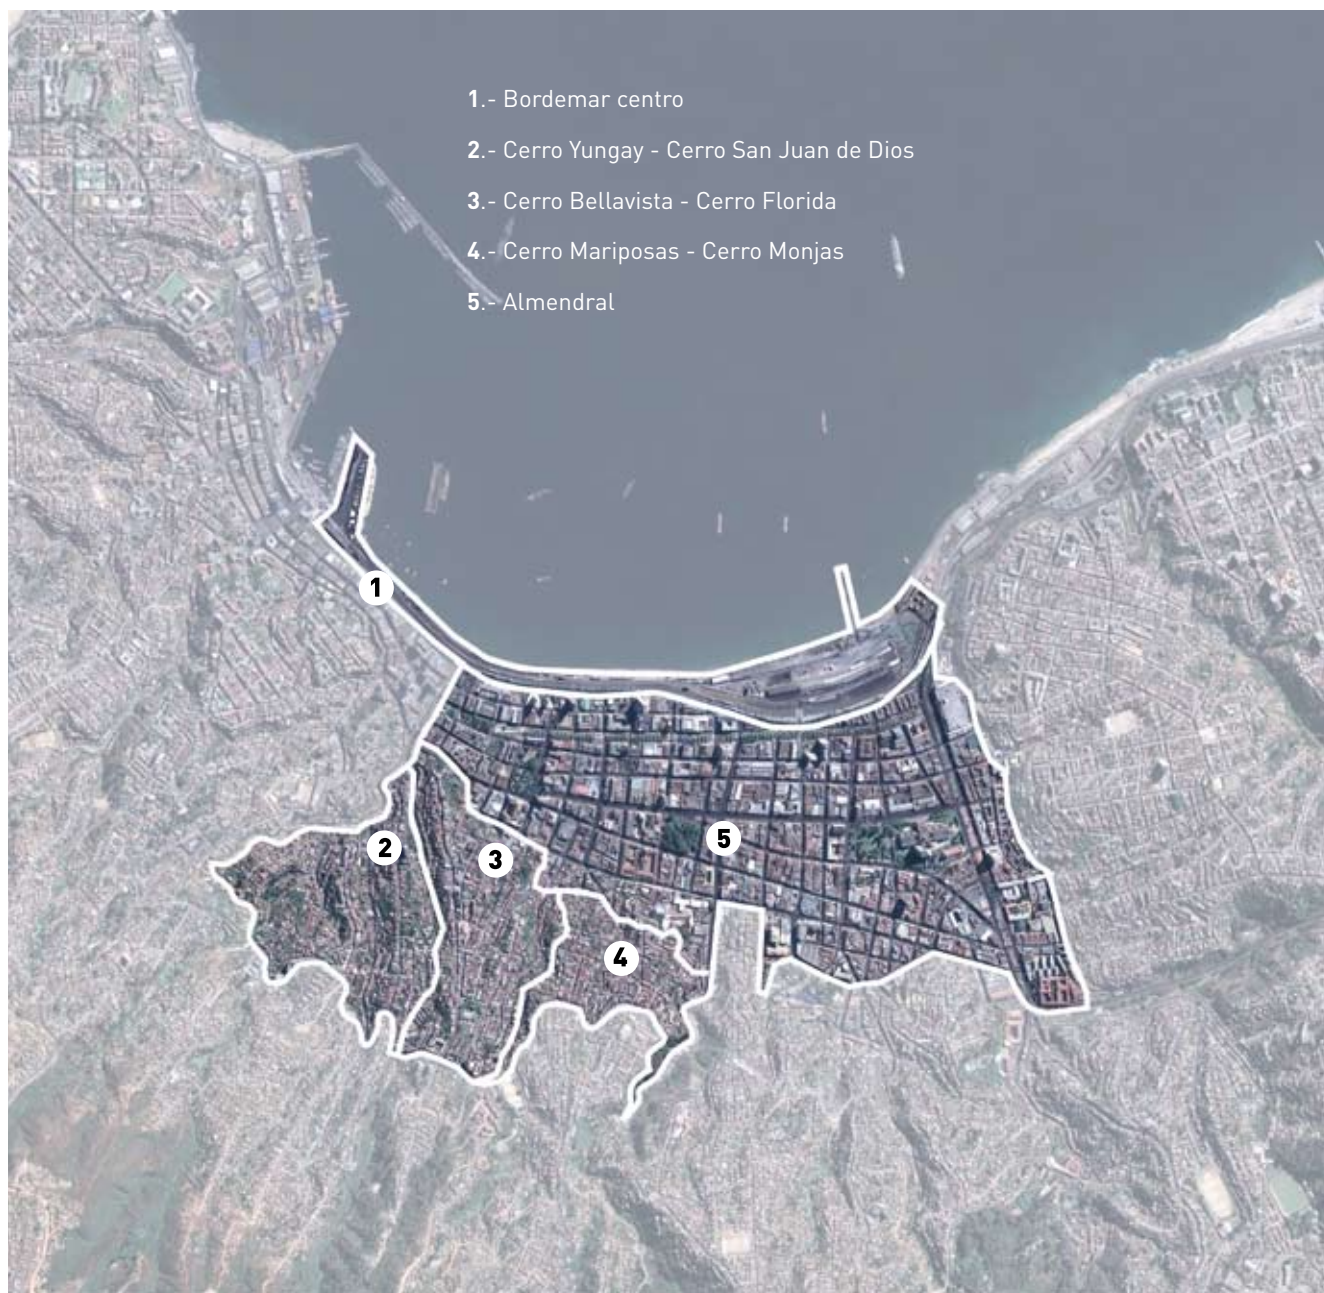 1.- Bordemar centro
2.- Cerro Yungay - Cerro San Juan de Dios
3.- Cerro Bellavista - Cerro Florida
4.- Cerro Mariposas - Cerro Monjas
5.- Almendral
1
2
3
5
4